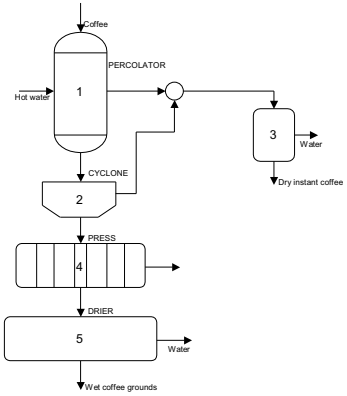 Coffee
PERCOLATOR
1
Hot water
3
Water
CYCLONE
Dry instant coffee
2
PRESS
4
DRIER
5
Water
Wet coffee grounds